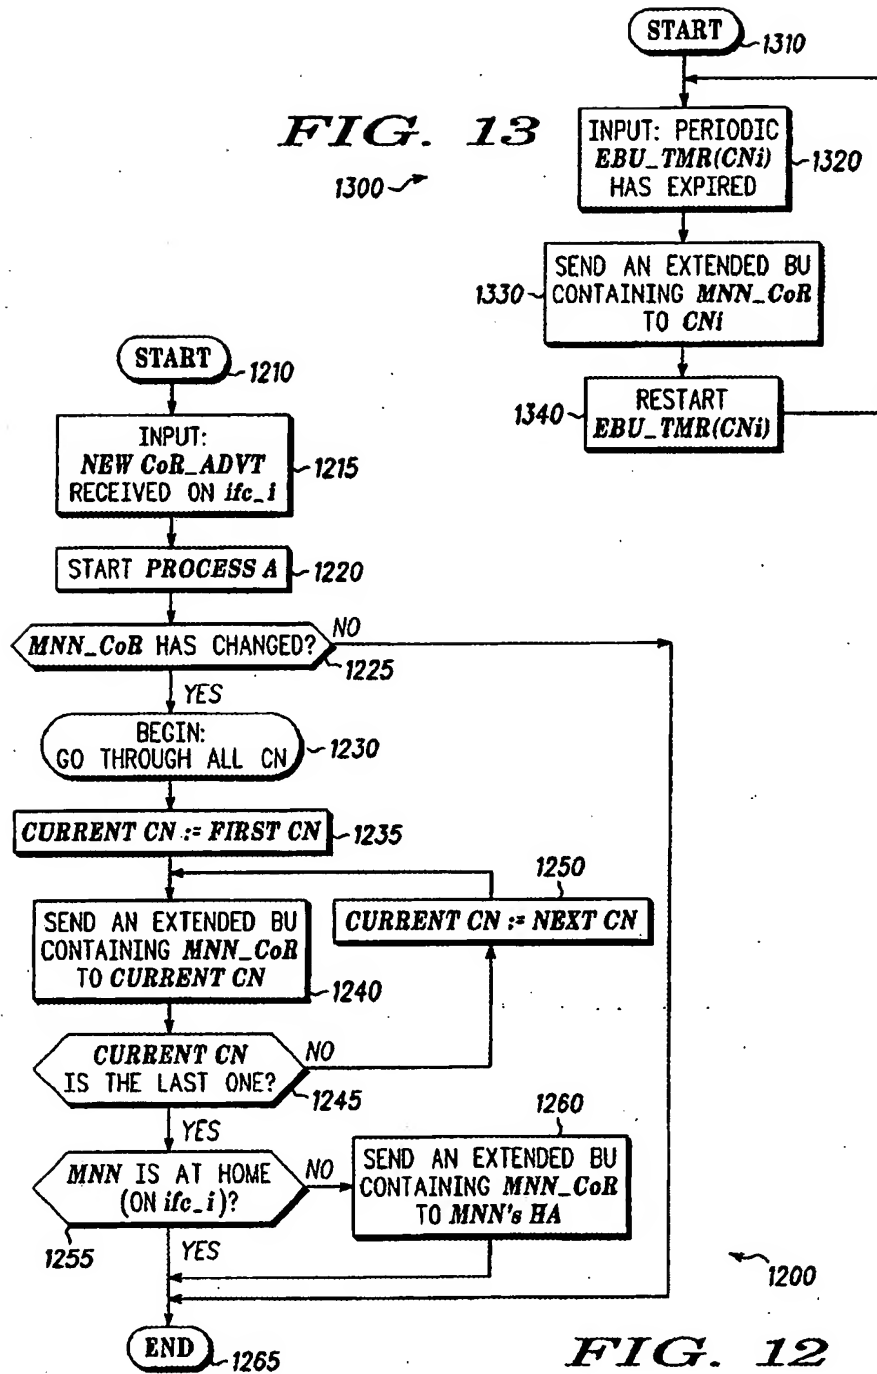 START
1310
FIG. 13
1300
INPUT: PERIODIC
EBU_TMR(CNi)
HAS EXPIRED
1320
SEND AN EXTENDED BU
CONTAINING MNN_CoR
TO CNi
1330
RESTART
EBU_TMR(CNi)
1340
START
1210
INPUT:
NEW CoR_ADVT
RECEIVED ON ifc_i
1215
START PROCESS A
1220
MNN_CoR HAS CHANGED?
NO
1225
YES
BEGIN:
GO THROUGH ALL CN
1230
CURRENT CN := FIRST CN
1235
1250
CURRENT CN := NEXT CN
SEND AN EXTENDED BU
CONTAINING MNN_CoR
TO CURRENT CN
1240
CURRENT CN
IS THE LAST ONE?
NO
1245
YES
1260
MNN IS AT HOME
(ON ifc_i)?
NO
SEND AN EXTENDED BU
CONTAINING MNN_CoR
TO MNN's HA
1255
YES
1200
END
1265
FIG. 12